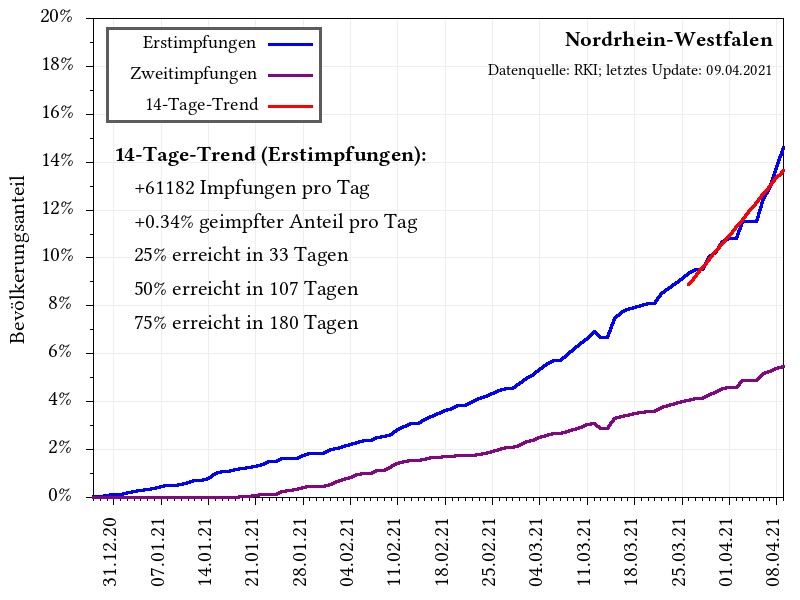 20%
18%
16%
14%
12%
10%
8%
6%
4%
2%
0%
Bevölkerungsanteil
Erstimpfungen
Zweitimpfungen
14-Tage-Trend
Nordrhein-Westfalen
Datenquelle: RKI; letztes Update: 09.04.2021
14-Tage-Trend (Erstimpfungen):
+61182 Impfungen pro Tag
+0.34% geimpfter Anteil pro Tag
25% erreicht in 33 Tagen
50% erreicht in 107 Tagen
75% erreicht in 180 Tagen
31.12.20
07.01.21
14.01.21
21.01.21
28.01.21
04.02.21
11.02.21
18.02.21
25.02.21
04.03.21
11.03.21
18.03.21
25.03.21
01.04.21
08.04.21